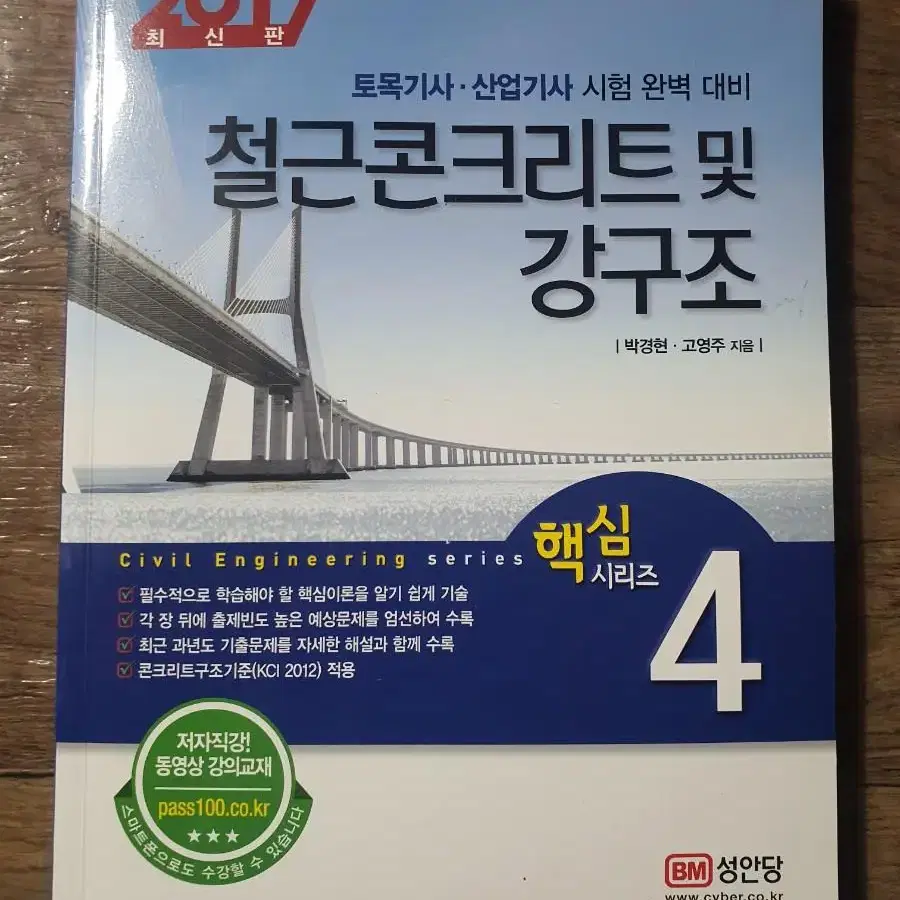 2017
최신판
토목기사·산업기사 시험 완벽 대비
철근콘크리트 및
강구조
| 박경현·고영주 지음 |
Civil Engineering series
핵심
시리즈
4
필수적으로 학습해야 할 핵심이론을 알기 쉽게 기술
각 장 뒤에 출제빈도 높은 예상문제를 엄선하여 수록
최근 과년도 기출문제를 자세한 해설과 함께 수록
콘크리트구조기준(KCI 2012) 적용
저자직강!
동영상 강의교재
pass100.co.kr
스마트폰으로도 수강할 수 있습니다
BM 성안당
www.cyber.co.kr